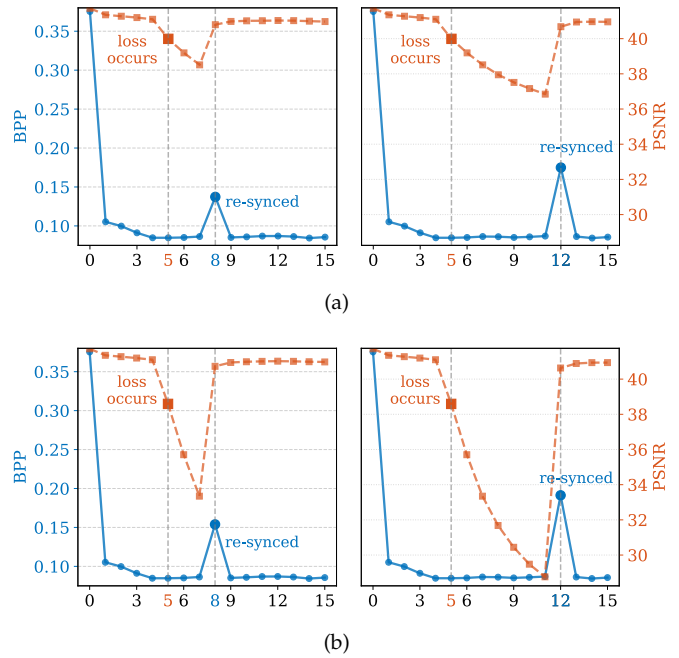 0.35
0.30
0.25
0.20
0.15
0.10
BPP
loss
occurs
re-synced
0 3 5 6 8 9 12 15
loss
occurs
re-synced
40
38
36
34
32
30
PSNR
0 3 5 6 9 12 15
(a)
0.35
0.30
0.25
0.20
0.15
0.10
BPP
loss
occurs
re-synced
0 3 5 6 8 9 12 15
loss
occurs
re-synced
40
38
36
34
32
30
PSNR
0 3 5 6 9 12 15
(b)